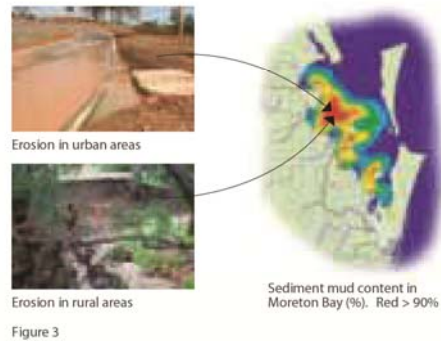 Erosion in urban areas
Erosion in rural areas
Sediment mud content in
Moreton Bay (%). Red > 90%
Figure 3